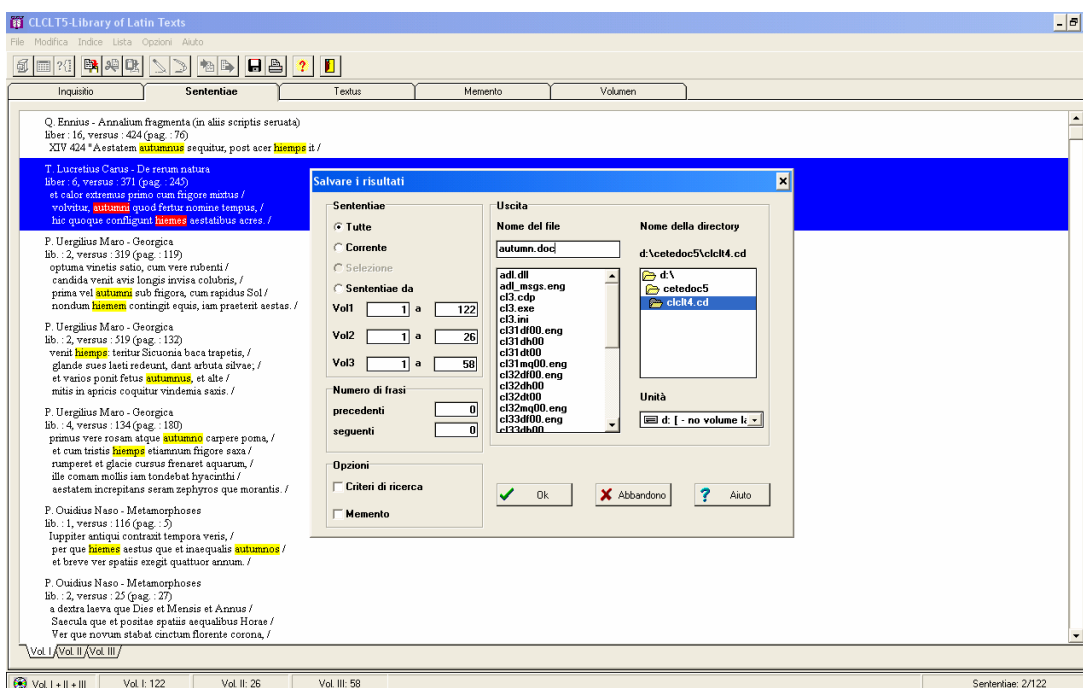 CLCLT5-Library of Latin Texts
File Modifica Indice Lista Opzioni Aiuto
Inquisitio Sententiae Textus Memento Volumen
Q. Ennius - Annalium fragmenta (in aliis scriptis seruata)
liber : 16, versus : 424 (pag. : 76)
XIV 424 "Aestatem autumnus sequitur, post acer hiemps it /
T. Lucretius Carus - De rerum natura
liber : 6, versus : 371 (pag. : 245)
et calor extremus primo cum frigore mixtus /
volvitur, autumni quod fertur nomine tempus, /
hic quoque confligunt hiemes aestatibus acres. /
P. Uergilius Maro - Georgica
lib. : 2, versus : 319 (pag. : 119)
optuma vinetis satio, cum vere rubenti /
candida venit avis longis invisa colubris, /
prima vel autumni sub frigora, cum rapidus Sol /
nondum hiemem contingit equis, iam praeterit aestas. /
P. Uergilius Maro - Georgica
lib. : 2, versus : 519 (pag. : 132)
venit hiemps: teritur Sicuonia baca trapetis, /
glande sues laeti redeunt, dant arbuta silvae; /
et varios ponit fetus autumnus, et alte /
mitis in apricis coquitur vindemia saxis. /
P. Uergilius Maro - Georgica
lib. : 4, versus : 134 (pag. : 180)
primus vere rosam atque autumno carpere poma, /
et cum tristis hiemps etiamnum frigore saxa /
rumperet et glacie cursus frenaret aquarum, /
ille comam mollis iam tondebat hyacinthi /
aestatem increpitans seram zephyros que morantis. /
P. Ouidius Naso - Metamorphoses
lib. : 1, versus : 116 (pag. : 5)
Iuppiter antiqui contraxit tempora veris, /
per que hiemes aestus que et inaequalis autumnos /
et breve ver spatiis exegit quattuor annum. /
P. Ouidius Naso - Metamorphoses
lib. : 2, versus : 25 (pag. : 27)
a dextra laeva que Dies et Mensis et Annus /
Saecula que et positae spatiis aequalibus Horae /
Ver que novum stabat cinctum florente corona, /
Salvare i risultati
Sententiae
Tutte
Corrente
Selezione
Sententiae da
Vol1 1 a 122
Vol2 1 a 26
Vol3 1 a 58
Numero di frasi
precedenti 0
seguenti 0
Opzioni
Criteri di ricerca
Memento
Uscita
Nome del file
autumn.doc
adl.dll
adl_msgs.eng
cl3.cdp
cl3.exe
cl3.ini
cl31df00.eng
cl31dh00
cl31dt00
cl31mq00.eng
cl32df00.eng
cl32dh00
cl32dt00
cl32mq00.eng
cl33df00.eng
cl33dh00
Nome della directory
d:\cetedoc5\clclt4.cd
d:\
cetedoc5
clclt4.cd
Unità
d: [ - no volume la
Ok Abbandono Aiuto
Vol. I Vol. II Vol. III
Vol. I + II + III Vol. I: 122 Vol. II: 26 Vol. III: 58 Sententiae: 2/122